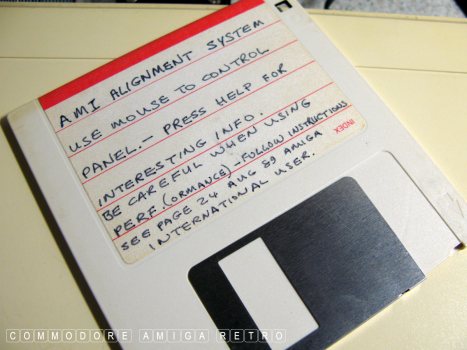 AMI ALIGNMENT SYSTEM
USE MOUSE TO CONTROL
PANEL.- PRESS HELP FOR
INTERESTING INFO.
BE CAREFUL WHEN USING
PERF.(ORMANCE)-FOLLOW INSTRUCTIONS
SEE PAGE 24 AUG 89 AMIGA
INTERNATIONAL USER.
INDEX
COMMODORE AMIGA RETRO